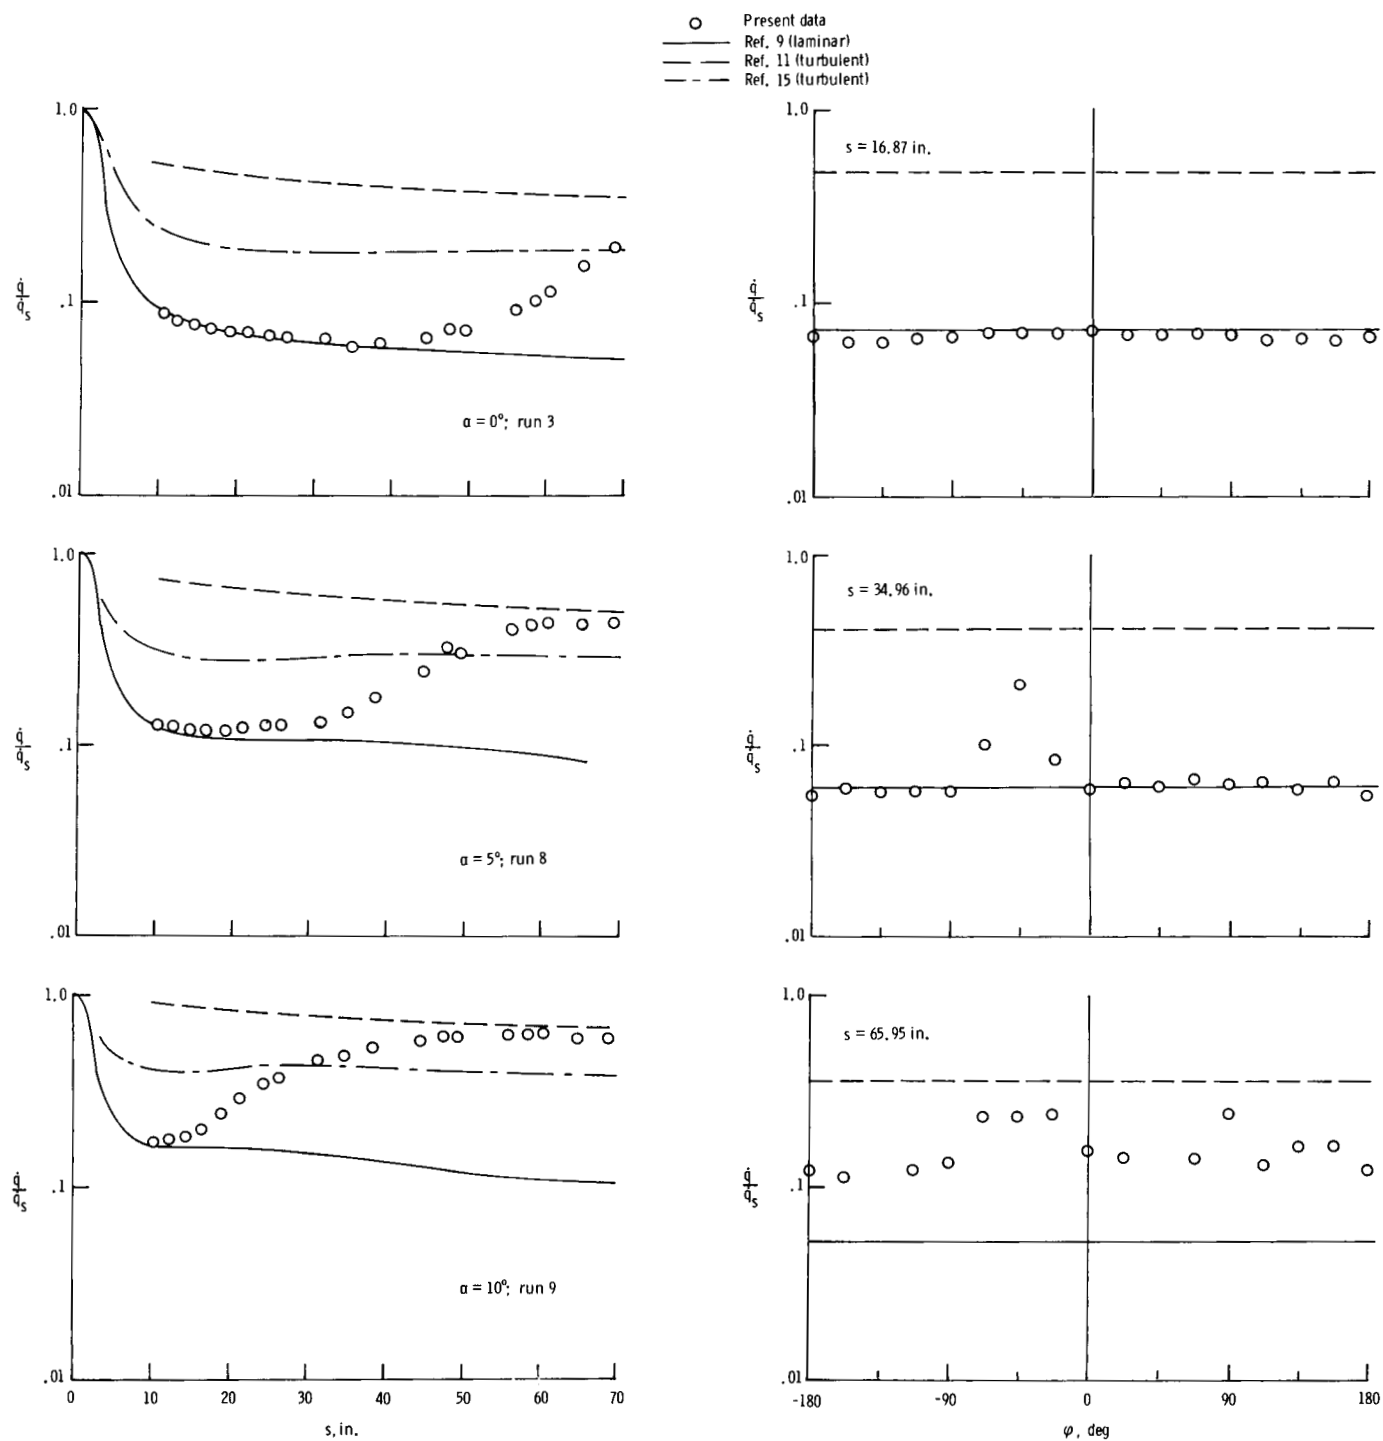 Present data
Ref. 9 (laminar)
Ref. 11 (turbulent)
Ref. 15 (turbulent)
1.0
q̇
q̇s
.1
.01
α = 0°; run 3
1.0
s = 16.87 in.
q̇
q̇s
.1
.01
1.0
q̇
q̇s
.1
.01
α = 5°; run 8
1.0
s = 34.96 in.
q̇
q̇s
.1
.01
1.0
q̇
q̇s
.1
.01
α = 10°; run 9
0 10 20 30 40 50 60 70
s, in.
1.0
s = 65.95 in.
q̇
q̇s
.1
.01
-180 -90 0 90 180
φ, deg